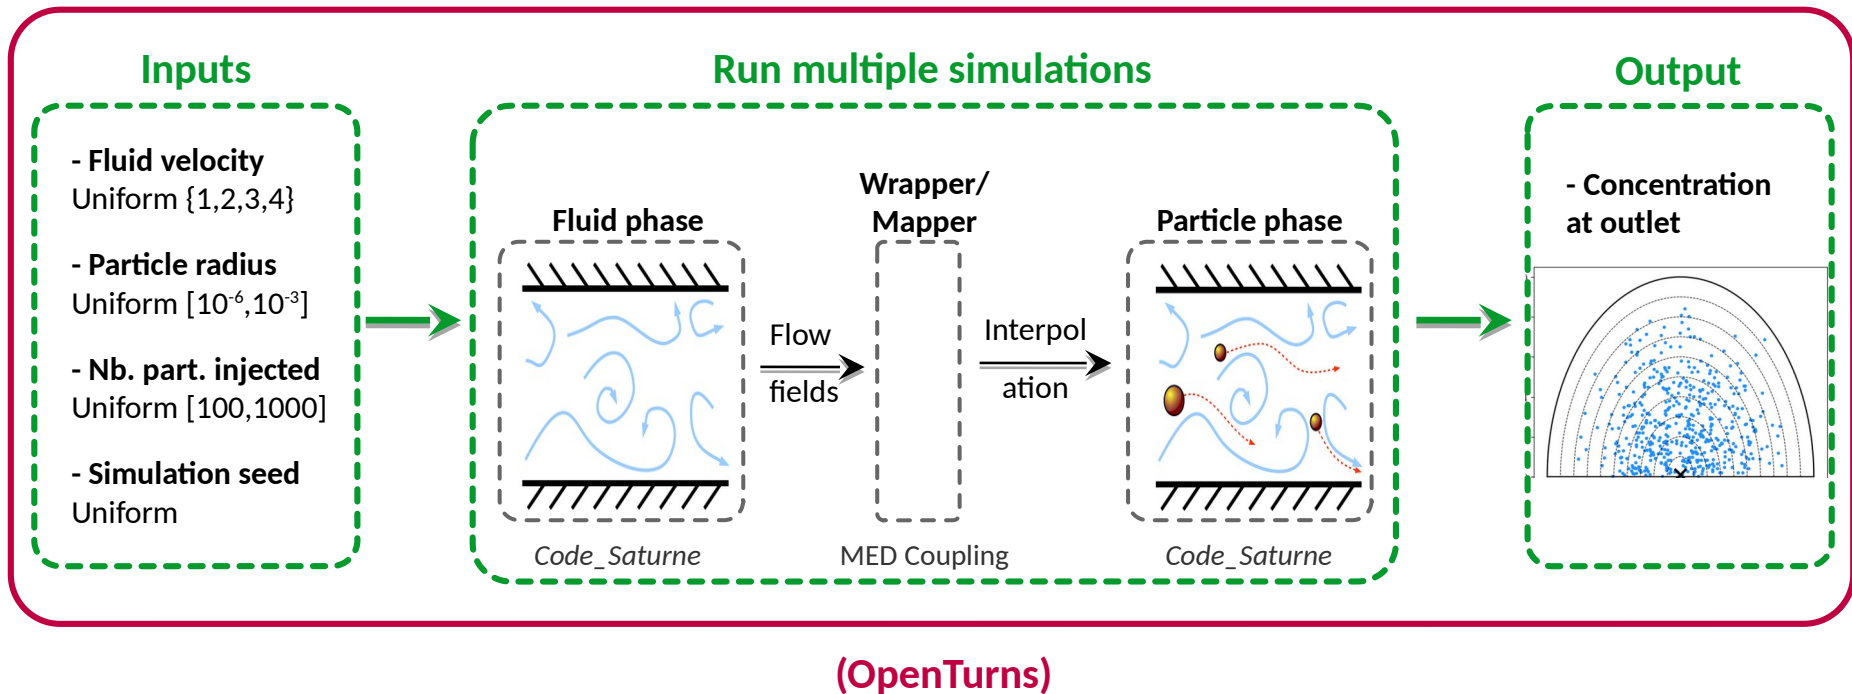 Inputs
- Fluid velocity
Uniform {1,2,3,4}
- Particle radius
Uniform [10⁻⁶,10⁻³]
- Nb. part. injected
Uniform [100,1000]
- Simulation seed
Uniform
Run multiple simulations
Fluid phase
Code_Saturne
Flow
fields
Wrapper/
Mapper
MED Coupling
Interpol
ation
Particle phase
Code_Saturne
Output
- Concentration
at outlet
(OpenTurns)